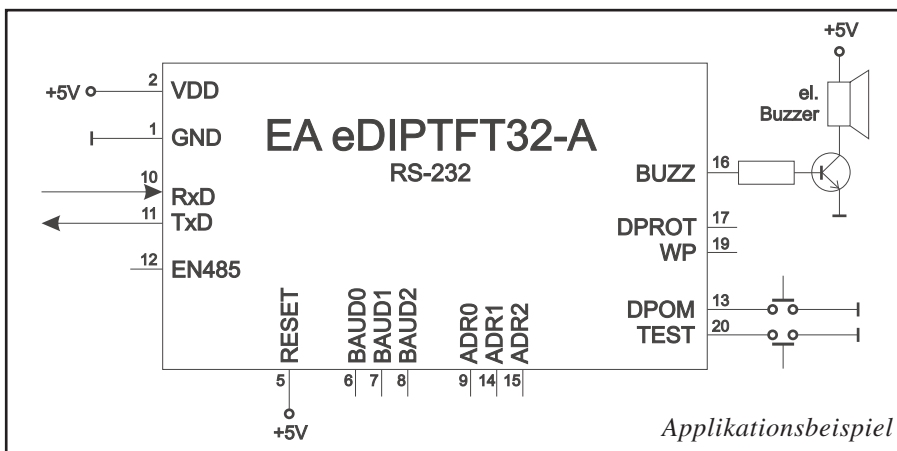 +5V
+5V
2
VDD
1
GND
EA eDIPTFT32-A
RS-232
el.
Buzzer
10
RxD
11
TxD
12
EN485
BUZZ
16
DPROT
17
WP
19
DPOM
13
TEST
20
RESET
BAUD0
BAUD1
BAUD2
ADR0
ADR1
ADR2
5
6
7
8
9
14
15
+5V
Applikationsbeispiel